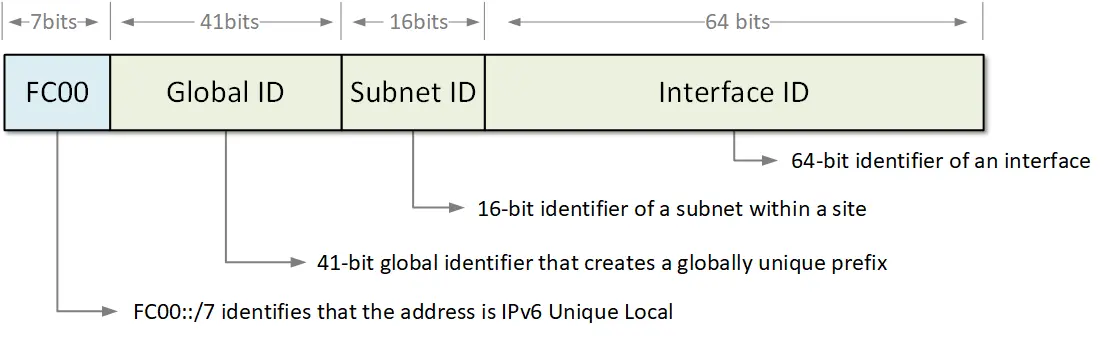 7bits 41bits 16bits 64 bits
FC00 Global ID Subnet ID Interface ID
64-bit identifier of an interface
16-bit identifier of a subnet within a site
41-bit global identifier that creates a globally unique prefix
FC00::/7 identifies that the address is IPv6 Unique Local